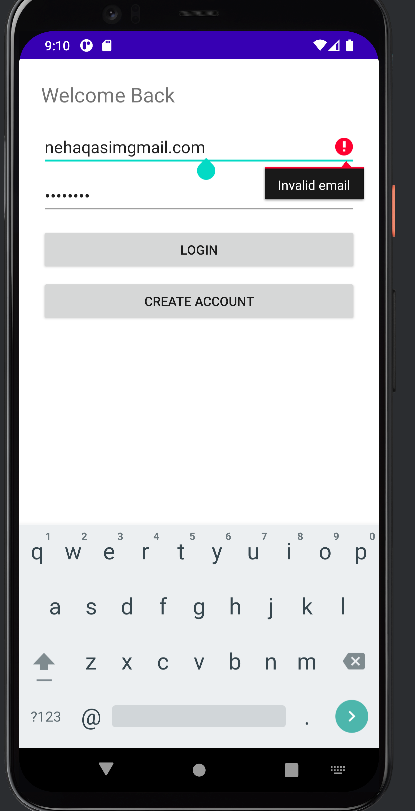 9:10
Welcome Back
nehaqasimgmail.com
Invalid email
••••••••
LOGIN
CREATE ACCOUNT
1 2 3 4 5 6 7 8 9 0
q w e r t y u i o p
a s d f g h j k l
z x c v b n m
?123 @ .